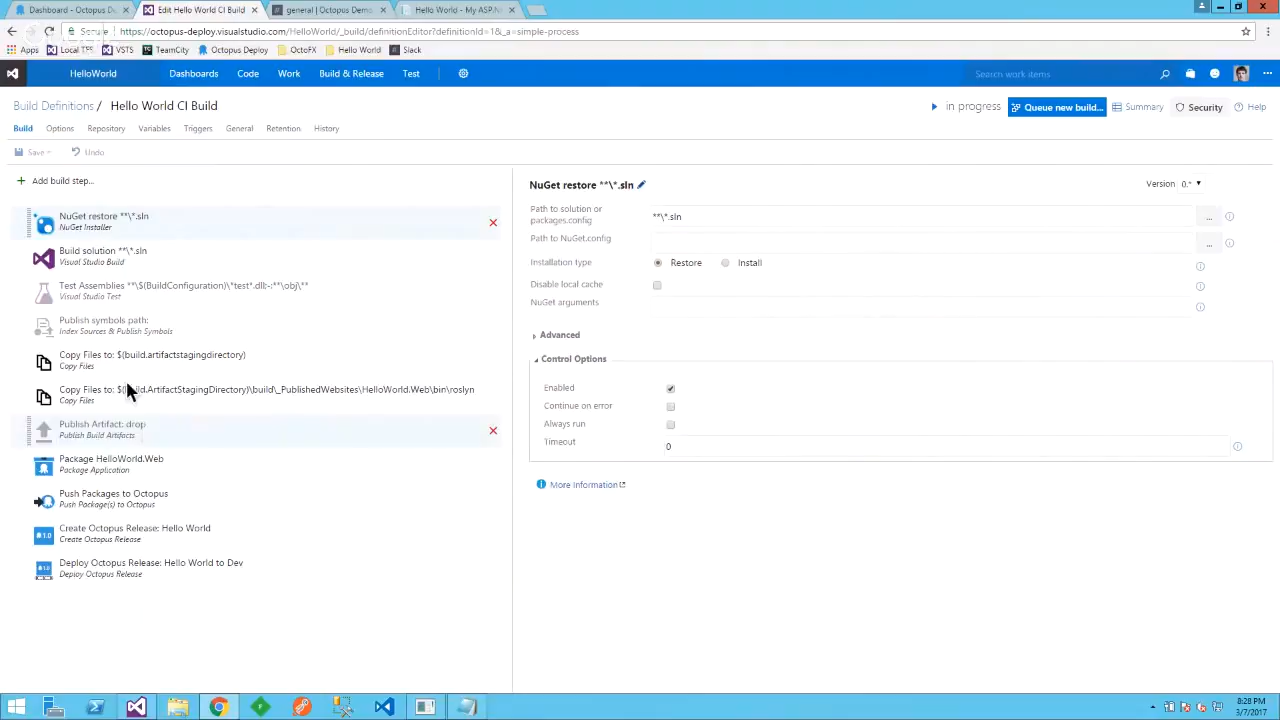 Dashboard - Octopus De
Edit Hello World CI Build
general | Octopus Demo
Hello World - My ASP.N
Secure https://octopus-deploy.visualstudio.com/HelloWorld/_build/definitionEditor?definitionId=1&_a=simple-process
Apps Local TFS VSTS TeamCity Octopus Deploy OctoFX Hello World Slack
HelloWorld Dashboards Code Work Build & Release Test Search work items
Build Definitions / Hello World CI Build in progress Queue new build... Summary Security Help
Build Options Repository Variables Triggers General Retention History
Save Undo
Add build step...
NuGet restore **\*.sln
NuGet Installer
Build solution **\*.sln
Visual Studio Build
Test Assemblies **\$(BuildConfiguration)\*test*.dll;-:**\obj\**
Visual Studio Test
Publish symbols path:
Index Sources & Publish Symbols
Copy Files to: $(build.artifactstagingdirectory)
Copy Files
Copy Files to: $(Build.ArtifactStagingDirectory)\build\_PublishedWebsites\HelloWorld.Web\bin\roslyn
Copy Files
Publish Artifact: drop
Publish Build Artifacts
Package HelloWorld.Web
Package Application
Push Packages to Octopus
Push Package(s) to Octopus
Create Octopus Release: Hello World
Create Octopus Release
Deploy Octopus Release: Hello World to Dev
Deploy Octopus Release
NuGet restore **\*.sln Version 0.*
Path to solution or
packages.config
**\*.sln
...
Path to NuGet.config
...
Installation type Restore Install
Disable local cache
NuGet arguments
Advanced
Control Options
Enabled
Continue on error
Always run
Timeout 0
More Information
8:28 PM
3/7/2017